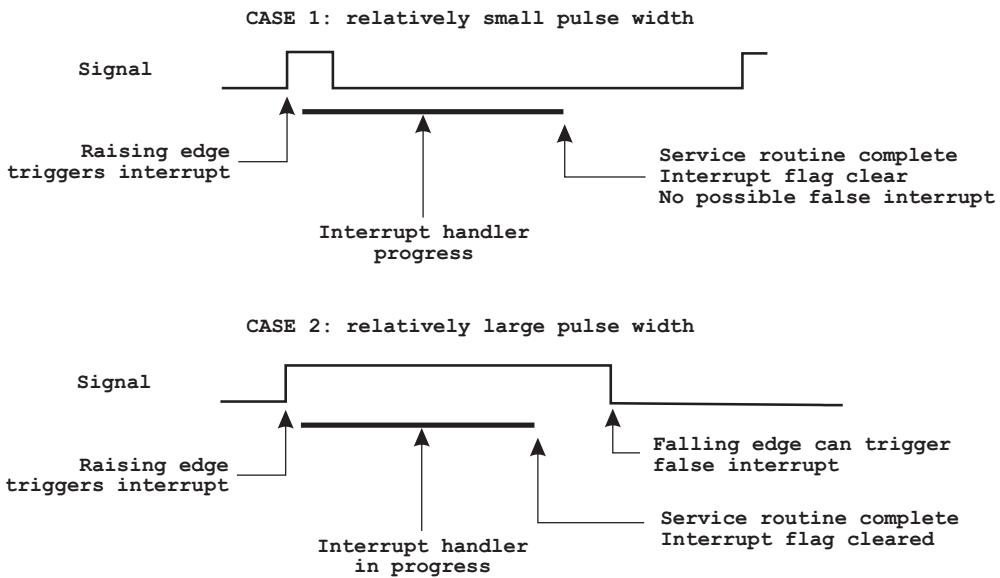 CASE 1: relatively small pulse width
Signal
Raising edge
triggers interrupt
Service routine complete
Interrupt flag clear
No possible false interrupt
Interrupt handler
progress
CASE 2: relatively large pulse width
Signal
Raising edge
triggers interrupt
Falling edge can trigger
false interrupt
Service routine complete
Interrupt flag cleared
Interrupt handler
in progress